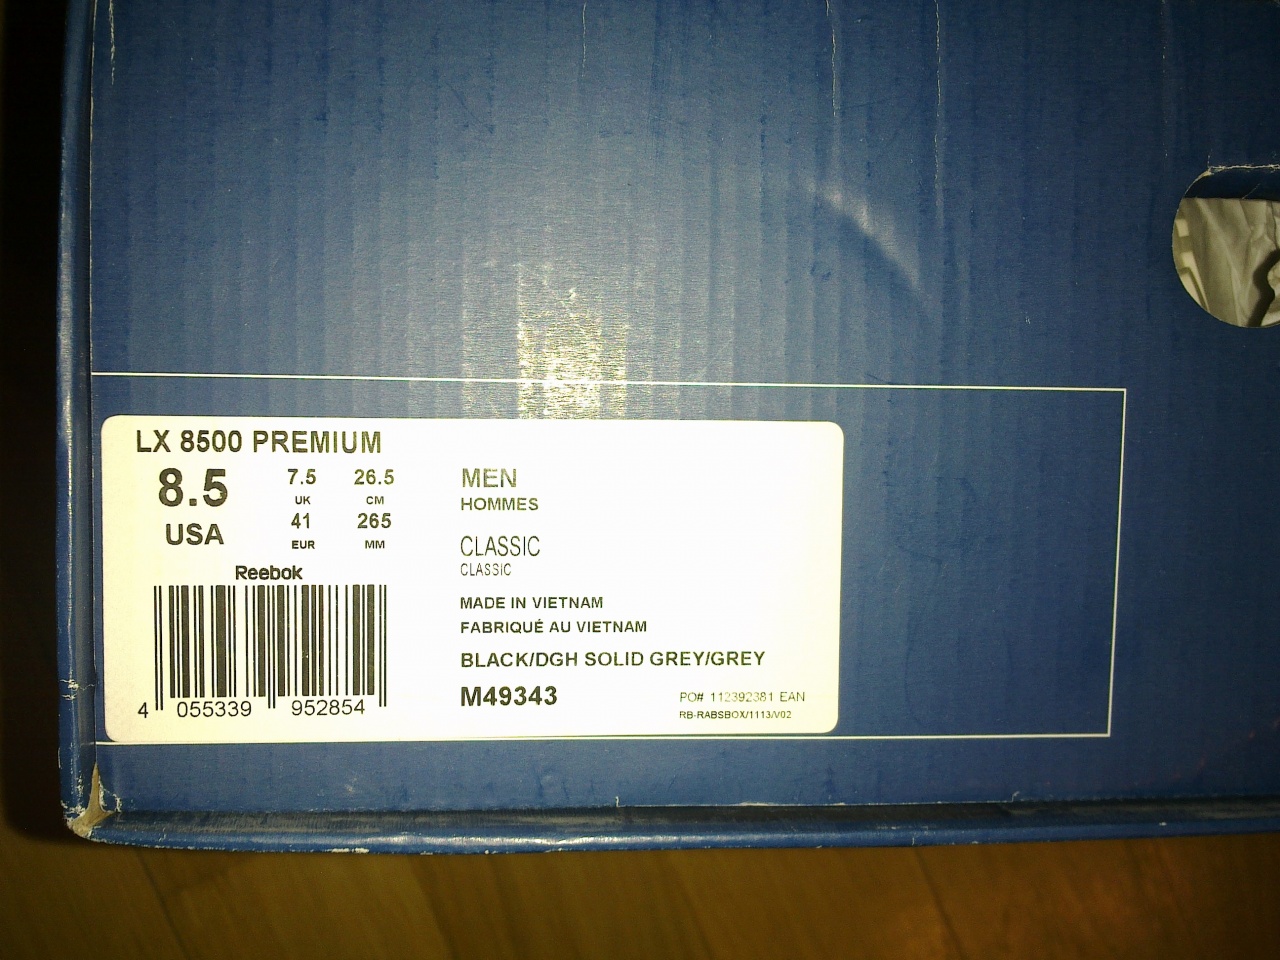 LX 8500 PREMIUM
8.5
USA
7.5 26.5
UK CM
41 265
EUR MM
MEN
HOMMES
CLASSIC
CLASSIC
Reebok
MADE IN VIETNAM
FABRIQUÉ AU VIETNAM
BLACK/DGH SOLID GREY/GREY
M49343
PO# 112392381 EAN
RB-RABSBOX/1113/V02
4 055339 952854